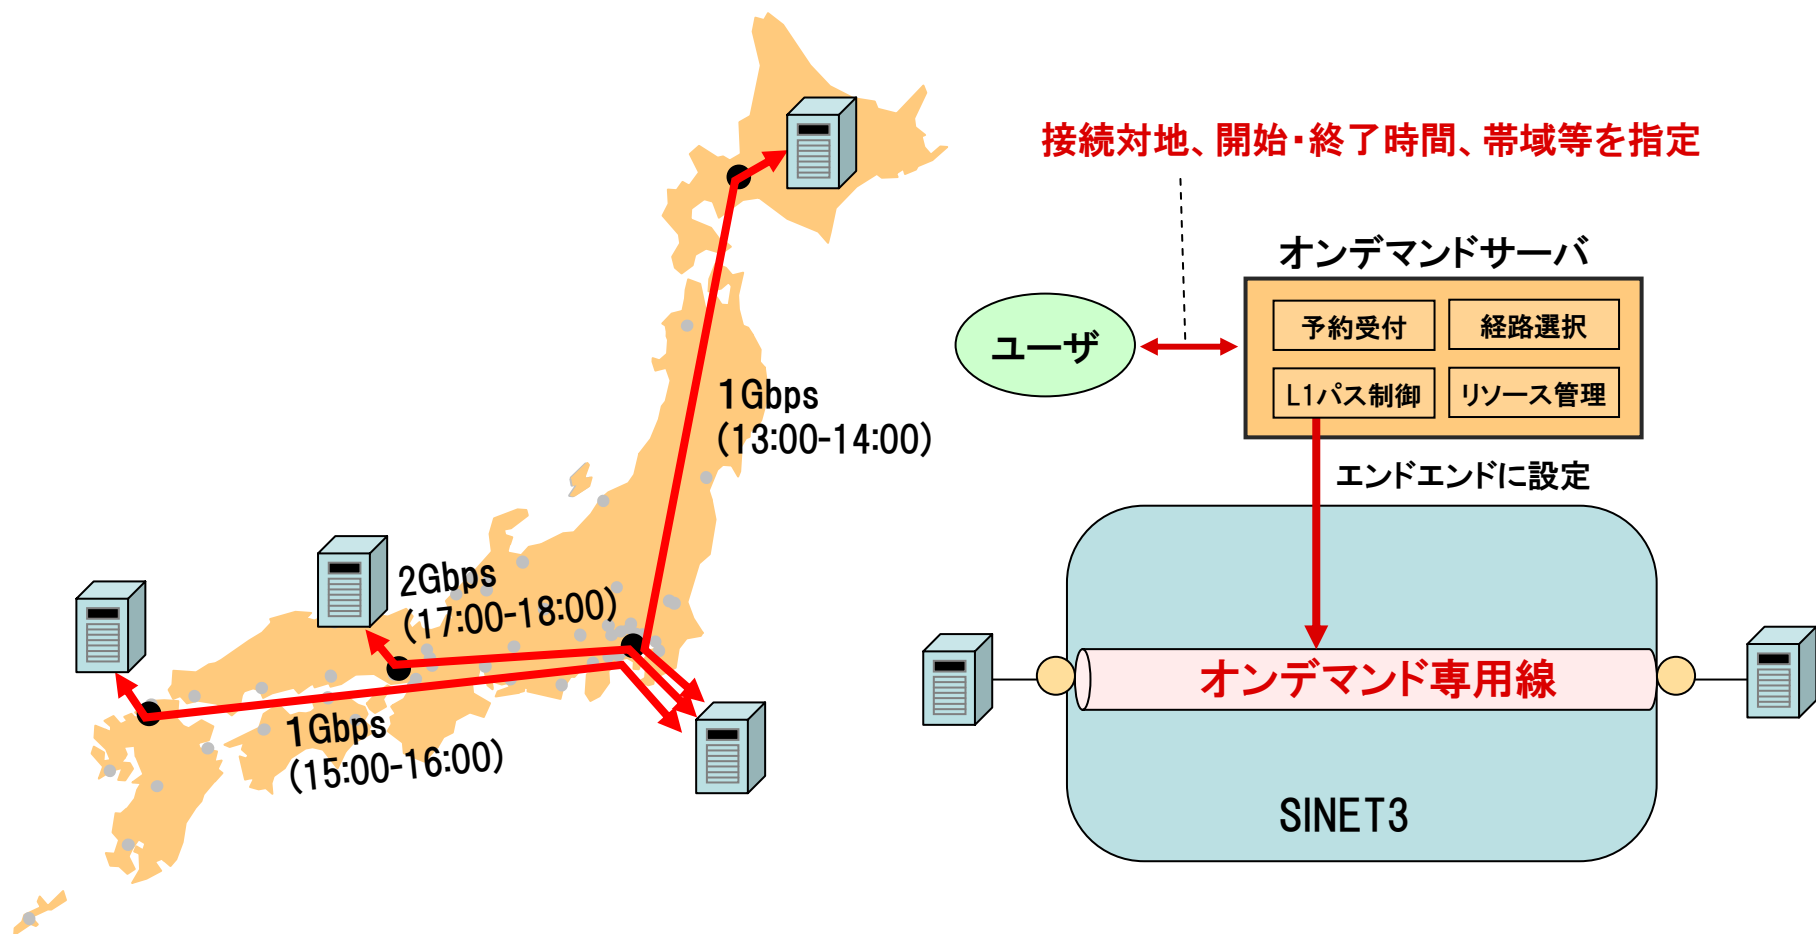 接続対地、開始・終了時間、帯域等を指定
オンデマンドサーバ
予約受付
経路選択
ユーザ
L1パス制御
リソース管理
エンドエンドに設定
オンデマンド専用線
SINET3
1Gbps
(13:00-14:00)
2Gbps
(17:00-18:00)
1Gbps
(15:00-16:00)